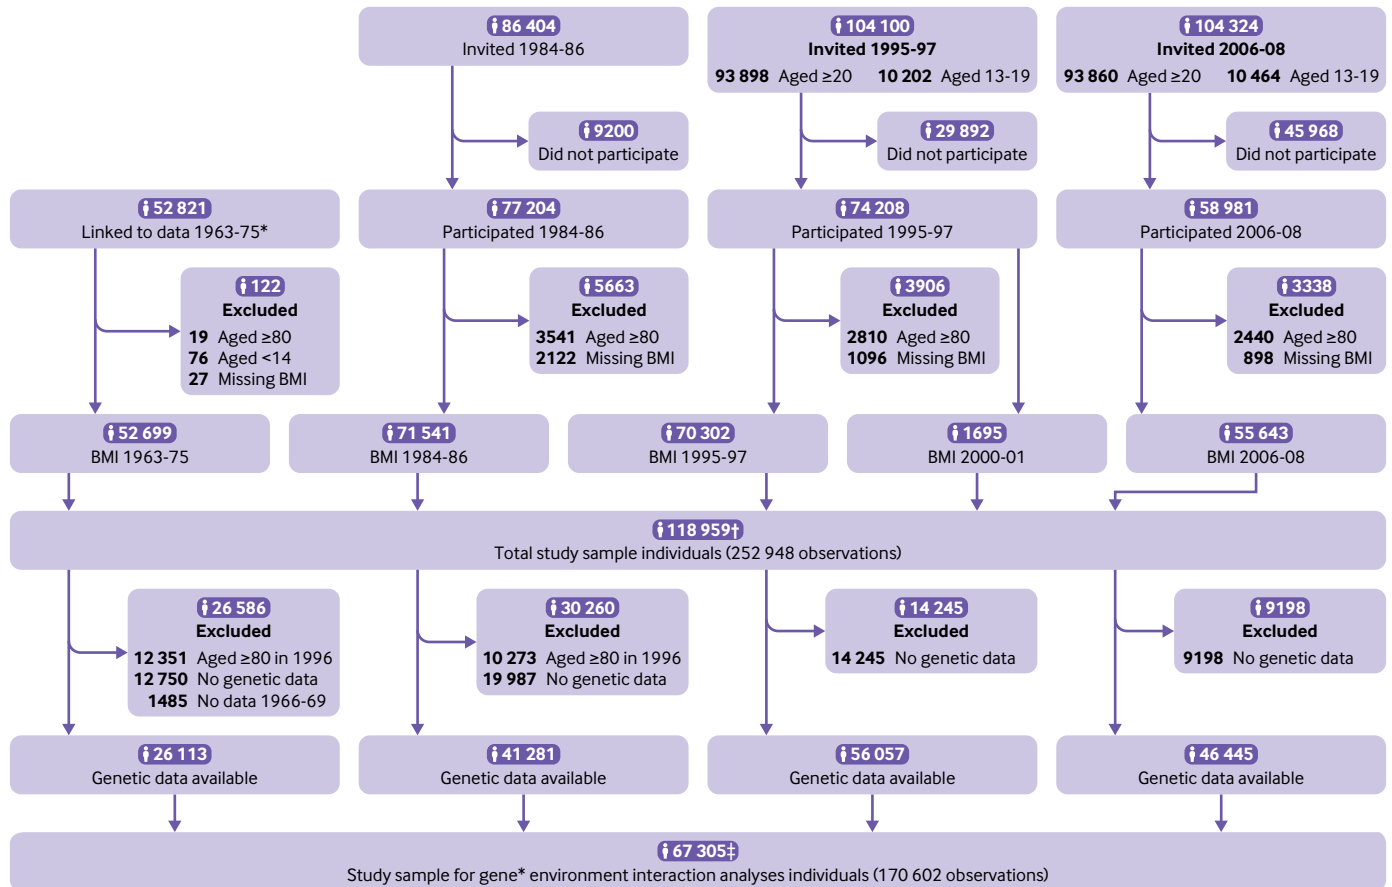 86 404
Invited 1984-86
104 100
Invited 1995-97
93 898 Aged ≥20 10 202 Aged 13-19
104 324
Invited 2006-08
93 860 Aged ≥20 10 464 Aged 13-19
9200
Did not participate
29 892
Did not participate
45 968
Did not participate
52 821
Linked to data 1963-75*
77 204
Participated 1984-86
74 208
Participated 1995-97
58 981
Participated 2006-08
122
Excluded
19 Aged ≥80
76 Aged <14
27 Missing BMI
5663
Excluded
3541 Aged ≥80
2122 Missing BMI
3906
Excluded
2810 Aged ≥80
1096 Missing BMI
3338
Excluded
2440 Aged ≥80
898 Missing BMI
52 699
BMI 1963-75
71 541
BMI 1984-86
70 302
BMI 1995-97
1695
BMI 2000-01
55 643
BMI 2006-08
118 959†
Total study sample individuals (252 948 observations)
26 586
Excluded
12 351 Aged ≥80 in 1996
12 750 No genetic data
1485 No data 1966-69
30 260
Excluded
10 273 Aged ≥80 in 1996
19 987 No genetic data
14 245
Excluded
14 245 No genetic data
9198
Excluded
9198 No genetic data
26 113
Genetic data available
41 281
Genetic data available
56 057
Genetic data available
46 445
Genetic data available
67 305‡
Study sample for gene* environment interaction analyses individuals (170 602 observations)